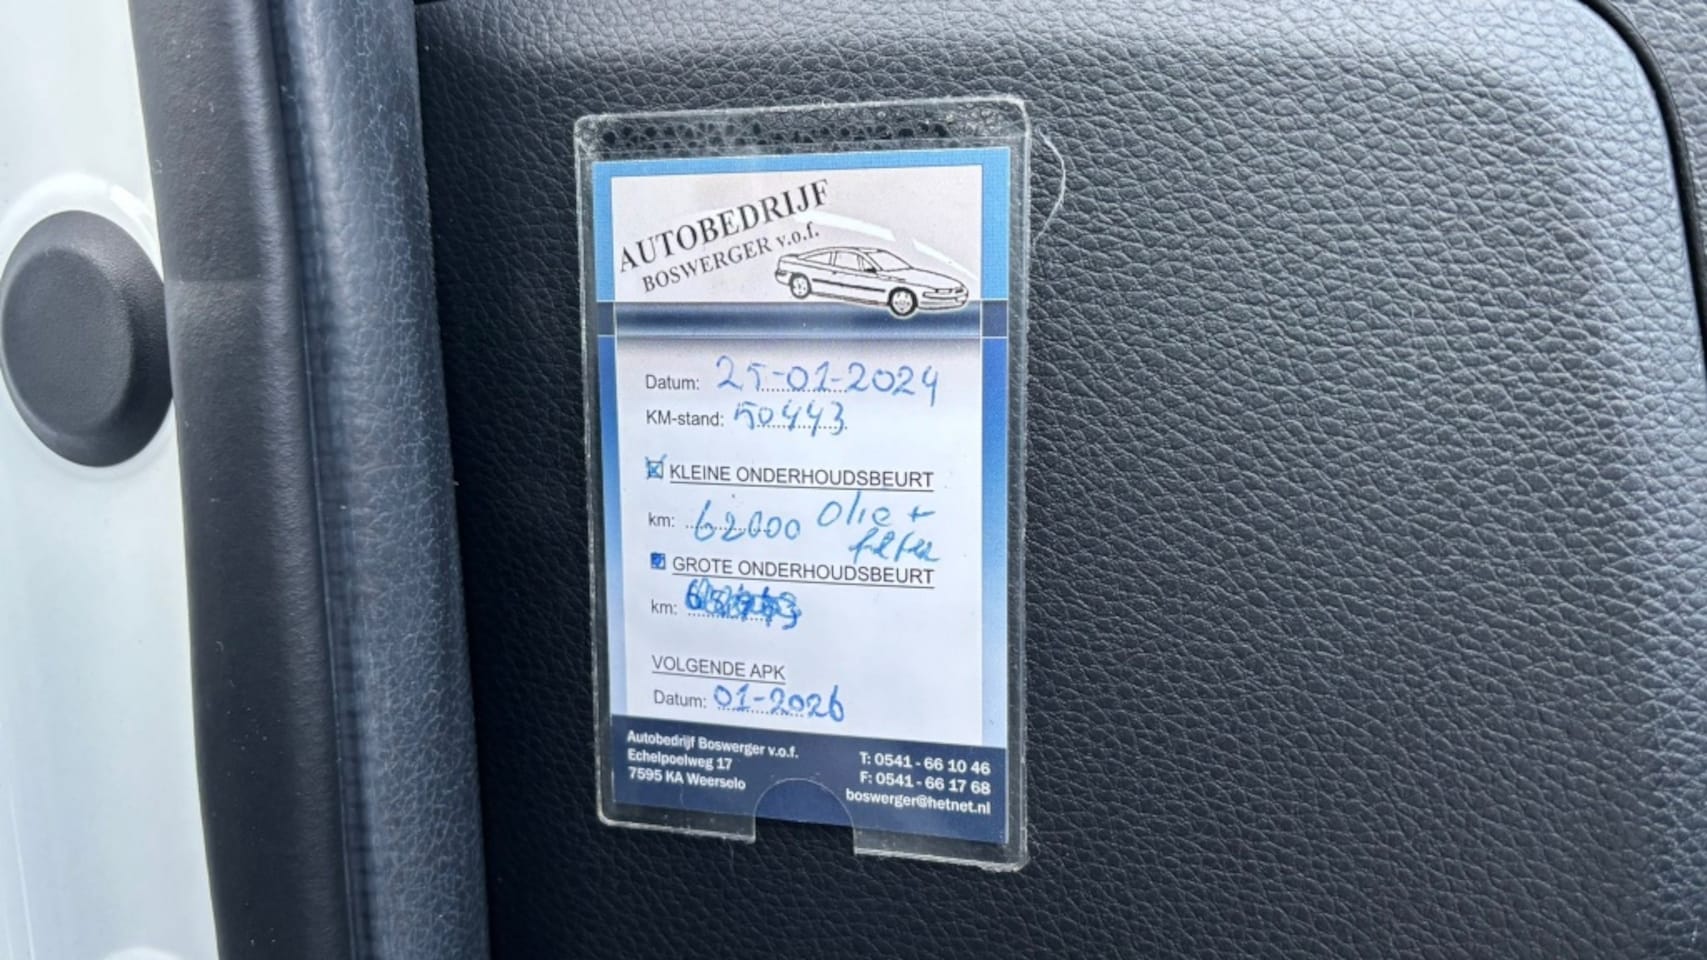 AUTOBEDRIJF
BOSWERGER v.o.f.
Datum: 25-01-2024
KM-stand: 50443
KLEINE ONDERHOUDSBEURT
km: 62000 Olie +
filter
GROTE ONDERHOUDSBEURT
km:
VOLGENDE APK
Datum: 01-2026
Autobedrijf Boswerger v.o.f.
Echelpoelweg 17
7595 KA Weerselo
T: 0541 - 66 10 46
F: 0541 - 66 17 68
boswerger@hetnet.nl